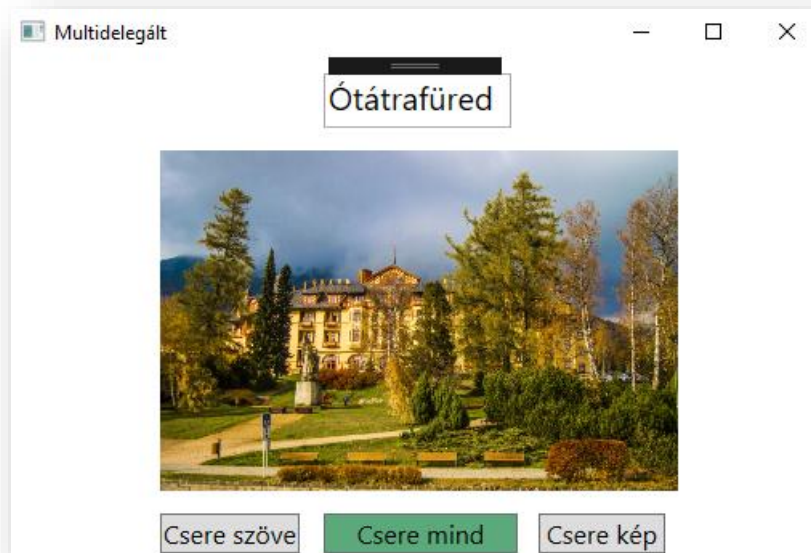 Multidelegált
Ótátrafüred
Csere szöve
Csere mind
Csere kép